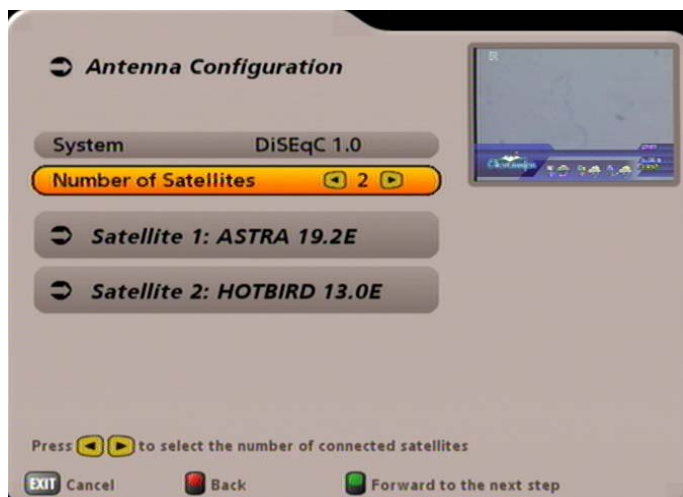 Antenna Configuration
System DiSEqC 1.0
Number of Satellites 2
Satellite 1: ASTRA 19.2E
Satellite 2: HOTBIRD 13.0E
Press to select the number of connected satellites
EXIT Cancel Back Forward to the next step